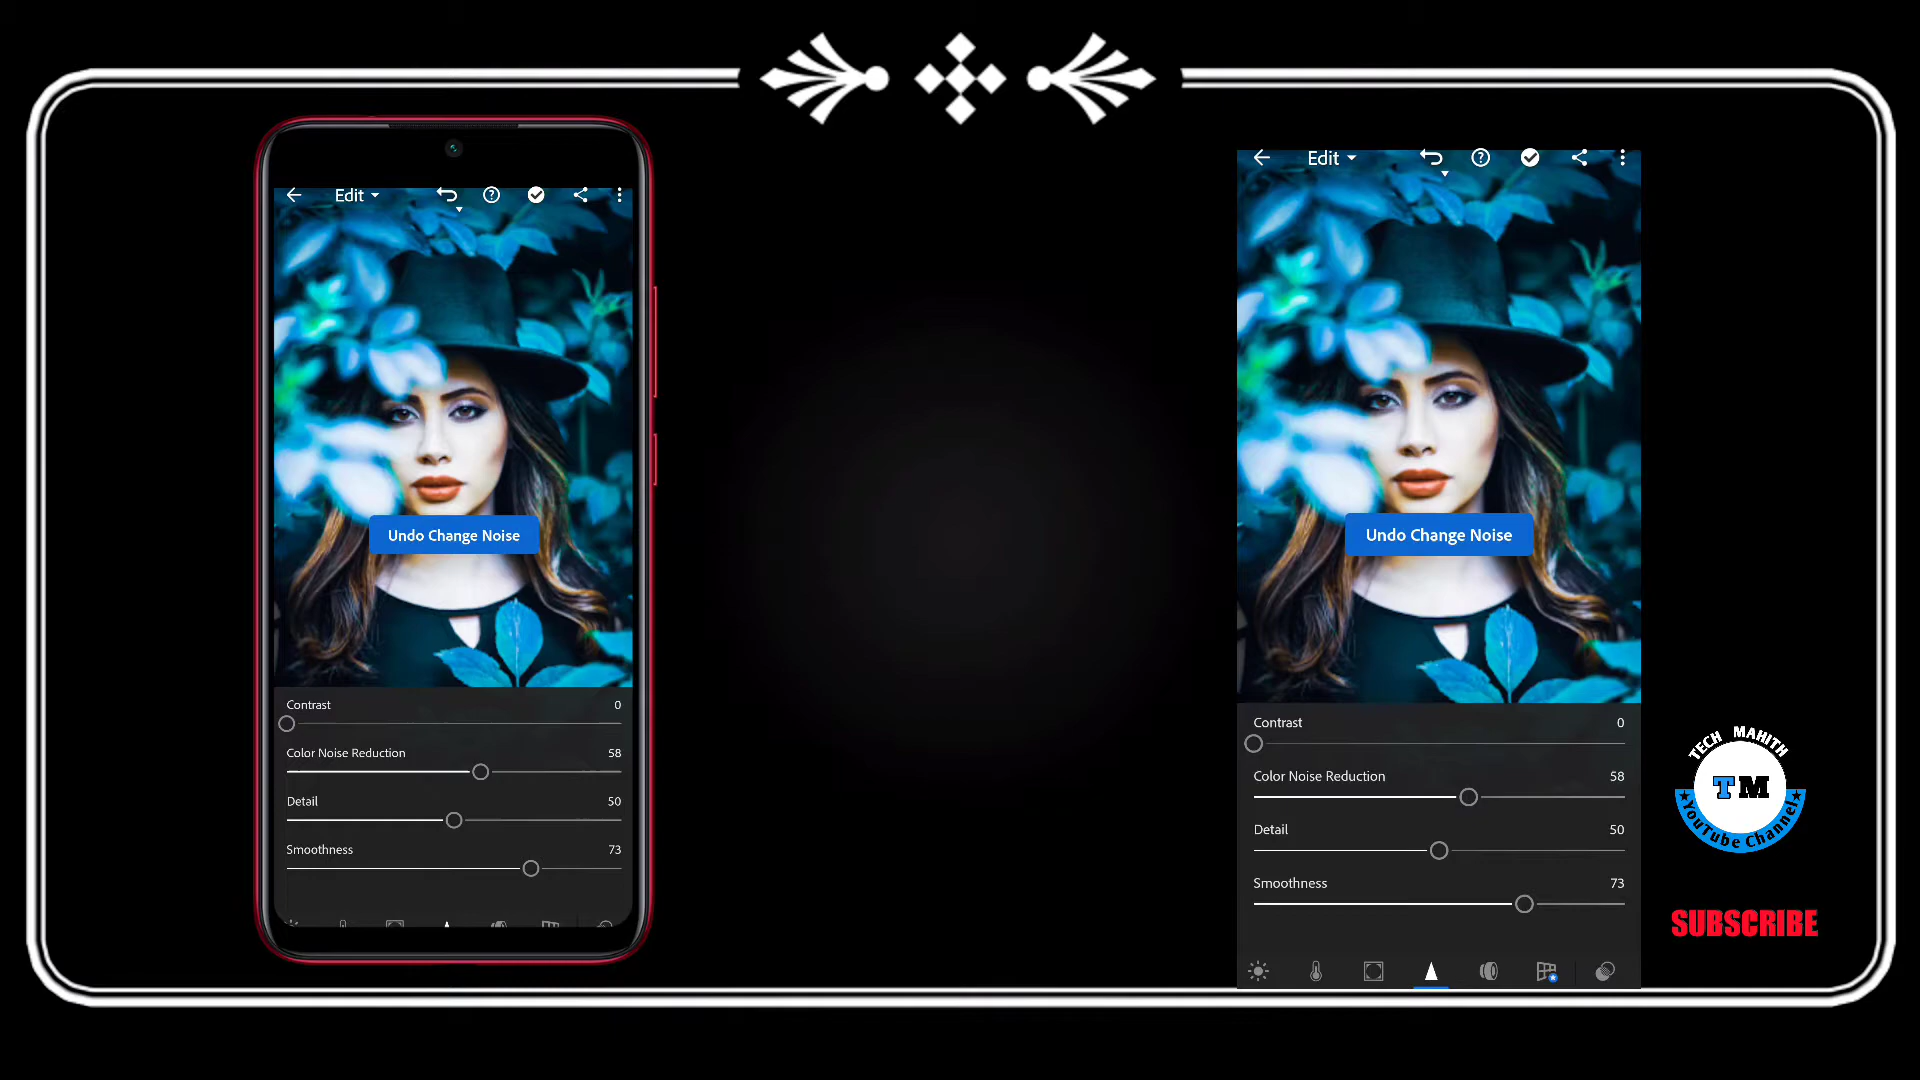 Edit
Undo Change Noise
Contrast 0
Color Noise Reduction 58
Detail 50
Smoothness 73
Edit
Undo Change Noise
Contrast 0
Color Noise Reduction 58
Detail 50
Smoothness 73
TECH MAHITH
TM
YouTube Channel
SUBSCRIBE